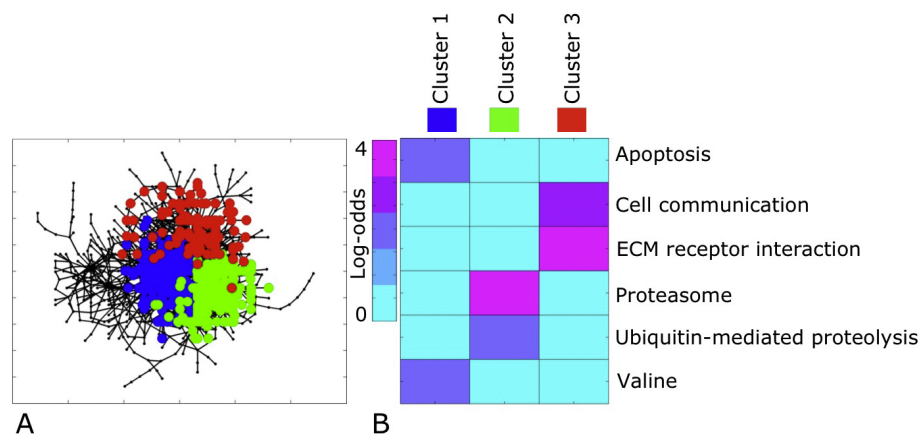 Cluster 1
Cluster 2
Cluster 3
4
Log-odds
0
Apoptosis
Cell communication
ECM receptor interaction
Proteasome
Ubiquitin-mediated proteolysis
Valine
A
B